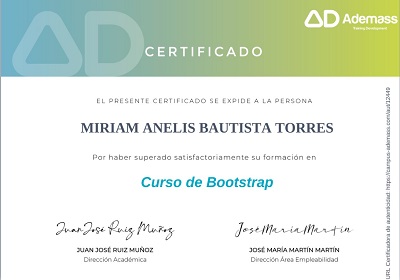 Ademass
Training Development
CERTIFICADO
EL PRESENTE CERTIFICADO SE EXPIDE A LA PERSONA
MIRIAM ANELIS BAUTISTA TORRES
Por haber superado satisfactoriamente su formación en
Curso de Bootstrap
Juan José Ruiz Muñoz
José María Martín
JUAN JOSÉ RUIZ MUÑOZ
JOSÉ MARÍA MARTÍN MARTÍN
Dirección Académica
Dirección Área Empleabilidad
URL Certificadora de autenticidad: https://campus-ademass.com/aut/12449